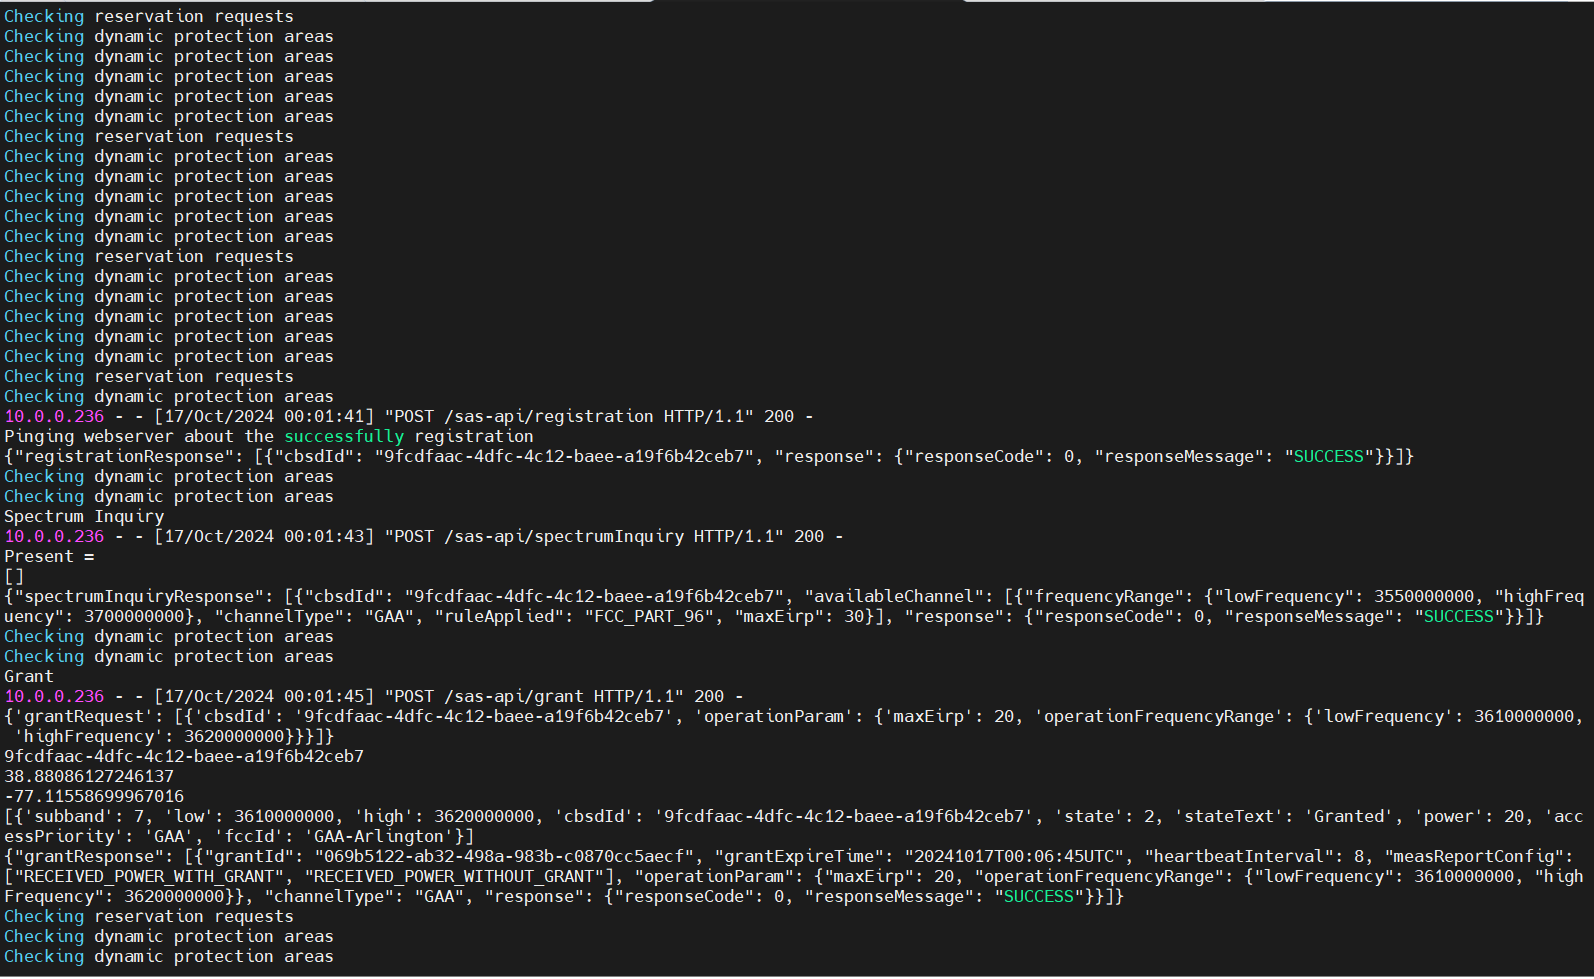 Checking reservation requests
Checking dynamic protection areas
Checking dynamic protection areas
Checking dynamic protection areas
Checking dynamic protection areas
Checking dynamic protection areas
Checking reservation requests
Checking dynamic protection areas
Checking dynamic protection areas
Checking dynamic protection areas
Checking dynamic protection areas
Checking dynamic protection areas
Checking reservation requests
Checking dynamic protection areas
Checking dynamic protection areas
Checking dynamic protection areas
Checking dynamic protection areas
Checking dynamic protection areas
Checking reservation requests
Checking dynamic protection areas
10.0.0.236 - - [17/Oct/2024 00:01:41] "POST /sas-api/registration HTTP/1.1" 200 -
Pinging webserver about the successfully registration
{"registrationResponse": [{"cbsdId": "9fcdfaac-4dfc-4c12-baee-a19f6b42ceb7", "response": {"responseCode": 0, "responseMessage": "SUCCESS"}}]}
Checking dynamic protection areas
Checking dynamic protection areas
Spectrum Inquiry
10.0.0.236 - - [17/Oct/2024 00:01:43] "POST /sas-api/spectrumInquiry HTTP/1.1" 200 -
Present =
[]
{"spectrumInquiryResponse": [{"cbsdId": "9fcdfaac-4dfc-4c12-baee-a19f6b42ceb7", "availableChannel": [{"frequencyRange": {"lowFrequency": 3550000000, "highFreq
uency": 3700000000}, "channelType": "GAA", "ruleApplied": "FCC_PART_96", "maxEirp": 30}], "response": {"responseCode": 0, "responseMessage": "SUCCESS"}}]}
Checking dynamic protection areas
Checking dynamic protection areas
Grant
10.0.0.236 - - [17/Oct/2024 00:01:45] "POST /sas-api/grant HTTP/1.1" 200 -
{'grantRequest': [{'cbsdId': '9fcdfaac-4dfc-4c12-baee-a19f6b42ceb7', 'operationParam': {'maxEirp': 20, 'operationFrequencyRange': {'lowFrequency': 3610000000,
'highFrequency': 3620000000}}}]}
9fcdfaac-4dfc-4c12-baee-a19f6b42ceb7
38.88086127246137
-77.11558699967016
[{'subband': 7, 'low': 3610000000, 'high': 3620000000, 'cbsdId': '9fcdfaac-4dfc-4c12-baee-a19f6b42ceb7', 'state': 2, 'stateText': 'Granted', 'power': 20, 'acc
essPriority': 'GAA', 'fccId': 'GAA-Arlington'}]
{"grantResponse": [{"grantId": "069b5122-ab32-498a-983b-c0870cc5aecf", "grantExpireTime": "20241017T00:06:45UTC", "heartbeatInterval": 8, "measReportConfig":
["RECEIVED_POWER_WITH_GRANT", "RECEIVED_POWER_WITHOUT_GRANT"], "operationParam": {"maxEirp": 20, "operationFrequencyRange": {"lowFrequency": 3610000000, "high
Frequency": 3620000000}}, "channelType": "GAA", "response": {"responseCode": 0, "responseMessage": "SUCCESS"}}]}
Checking reservation requests
Checking dynamic protection areas
Checking dynamic protection areas